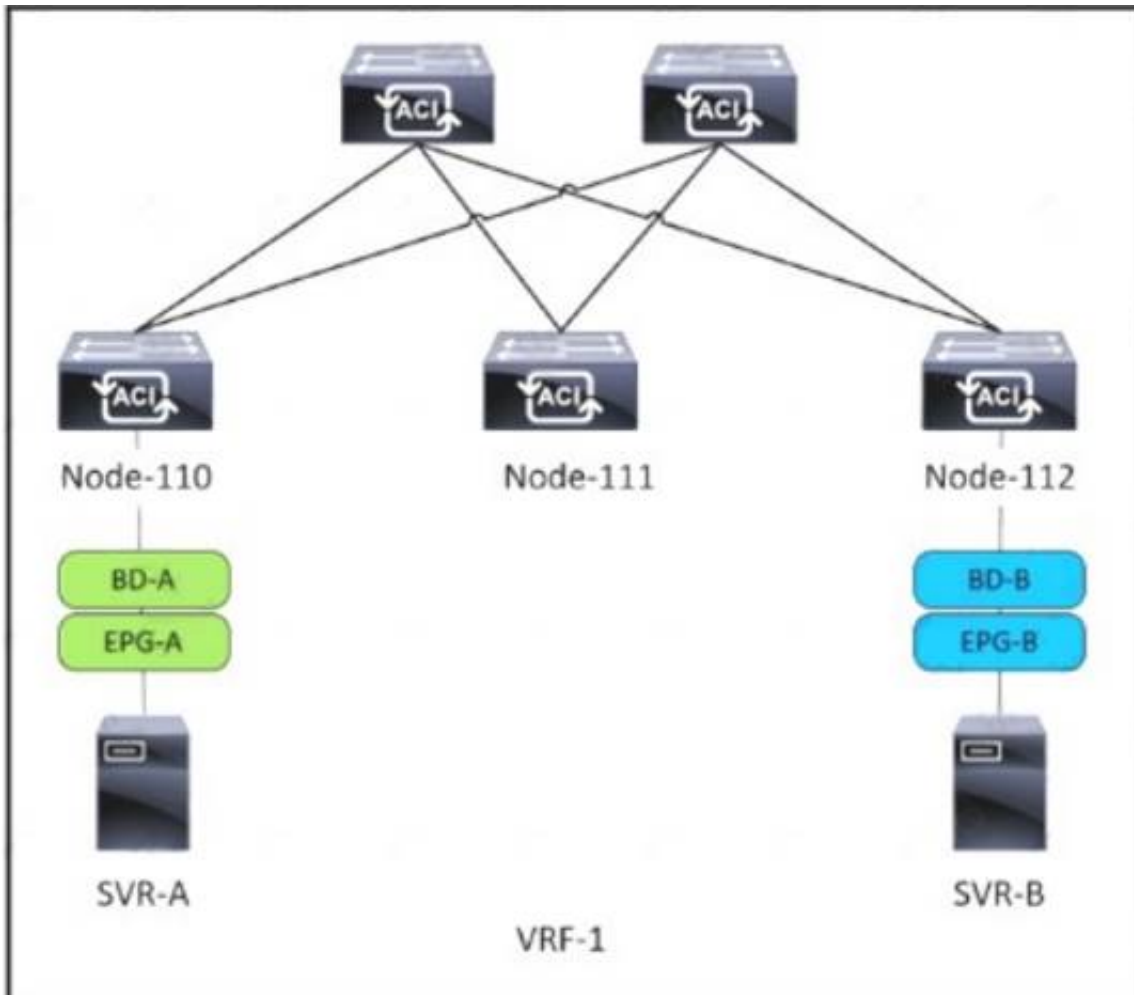 ACI ACI
ACI ACI ACI
Node-110 Node-111 Node-112
BD-A BD-B
EPG-A EPG-B
SVR-A SVR-B
VRF-1